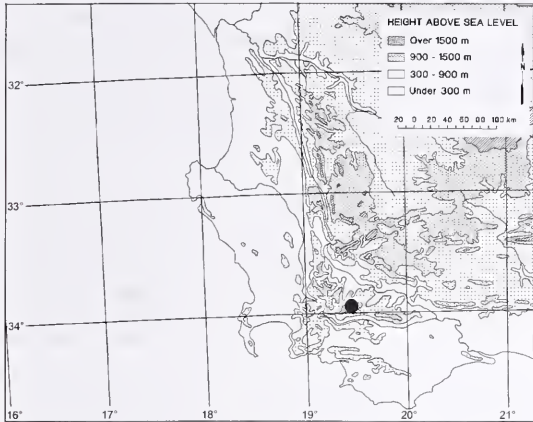 HEIGHT ABOVE SEA LEVEL
Over 1500 m
900 - 1500 m
300 - 900 m
Under 300 m
N
20 0 20 40 60 80 100 km
32°
33°
34°
16° 17° 18° 19° 20° 21°